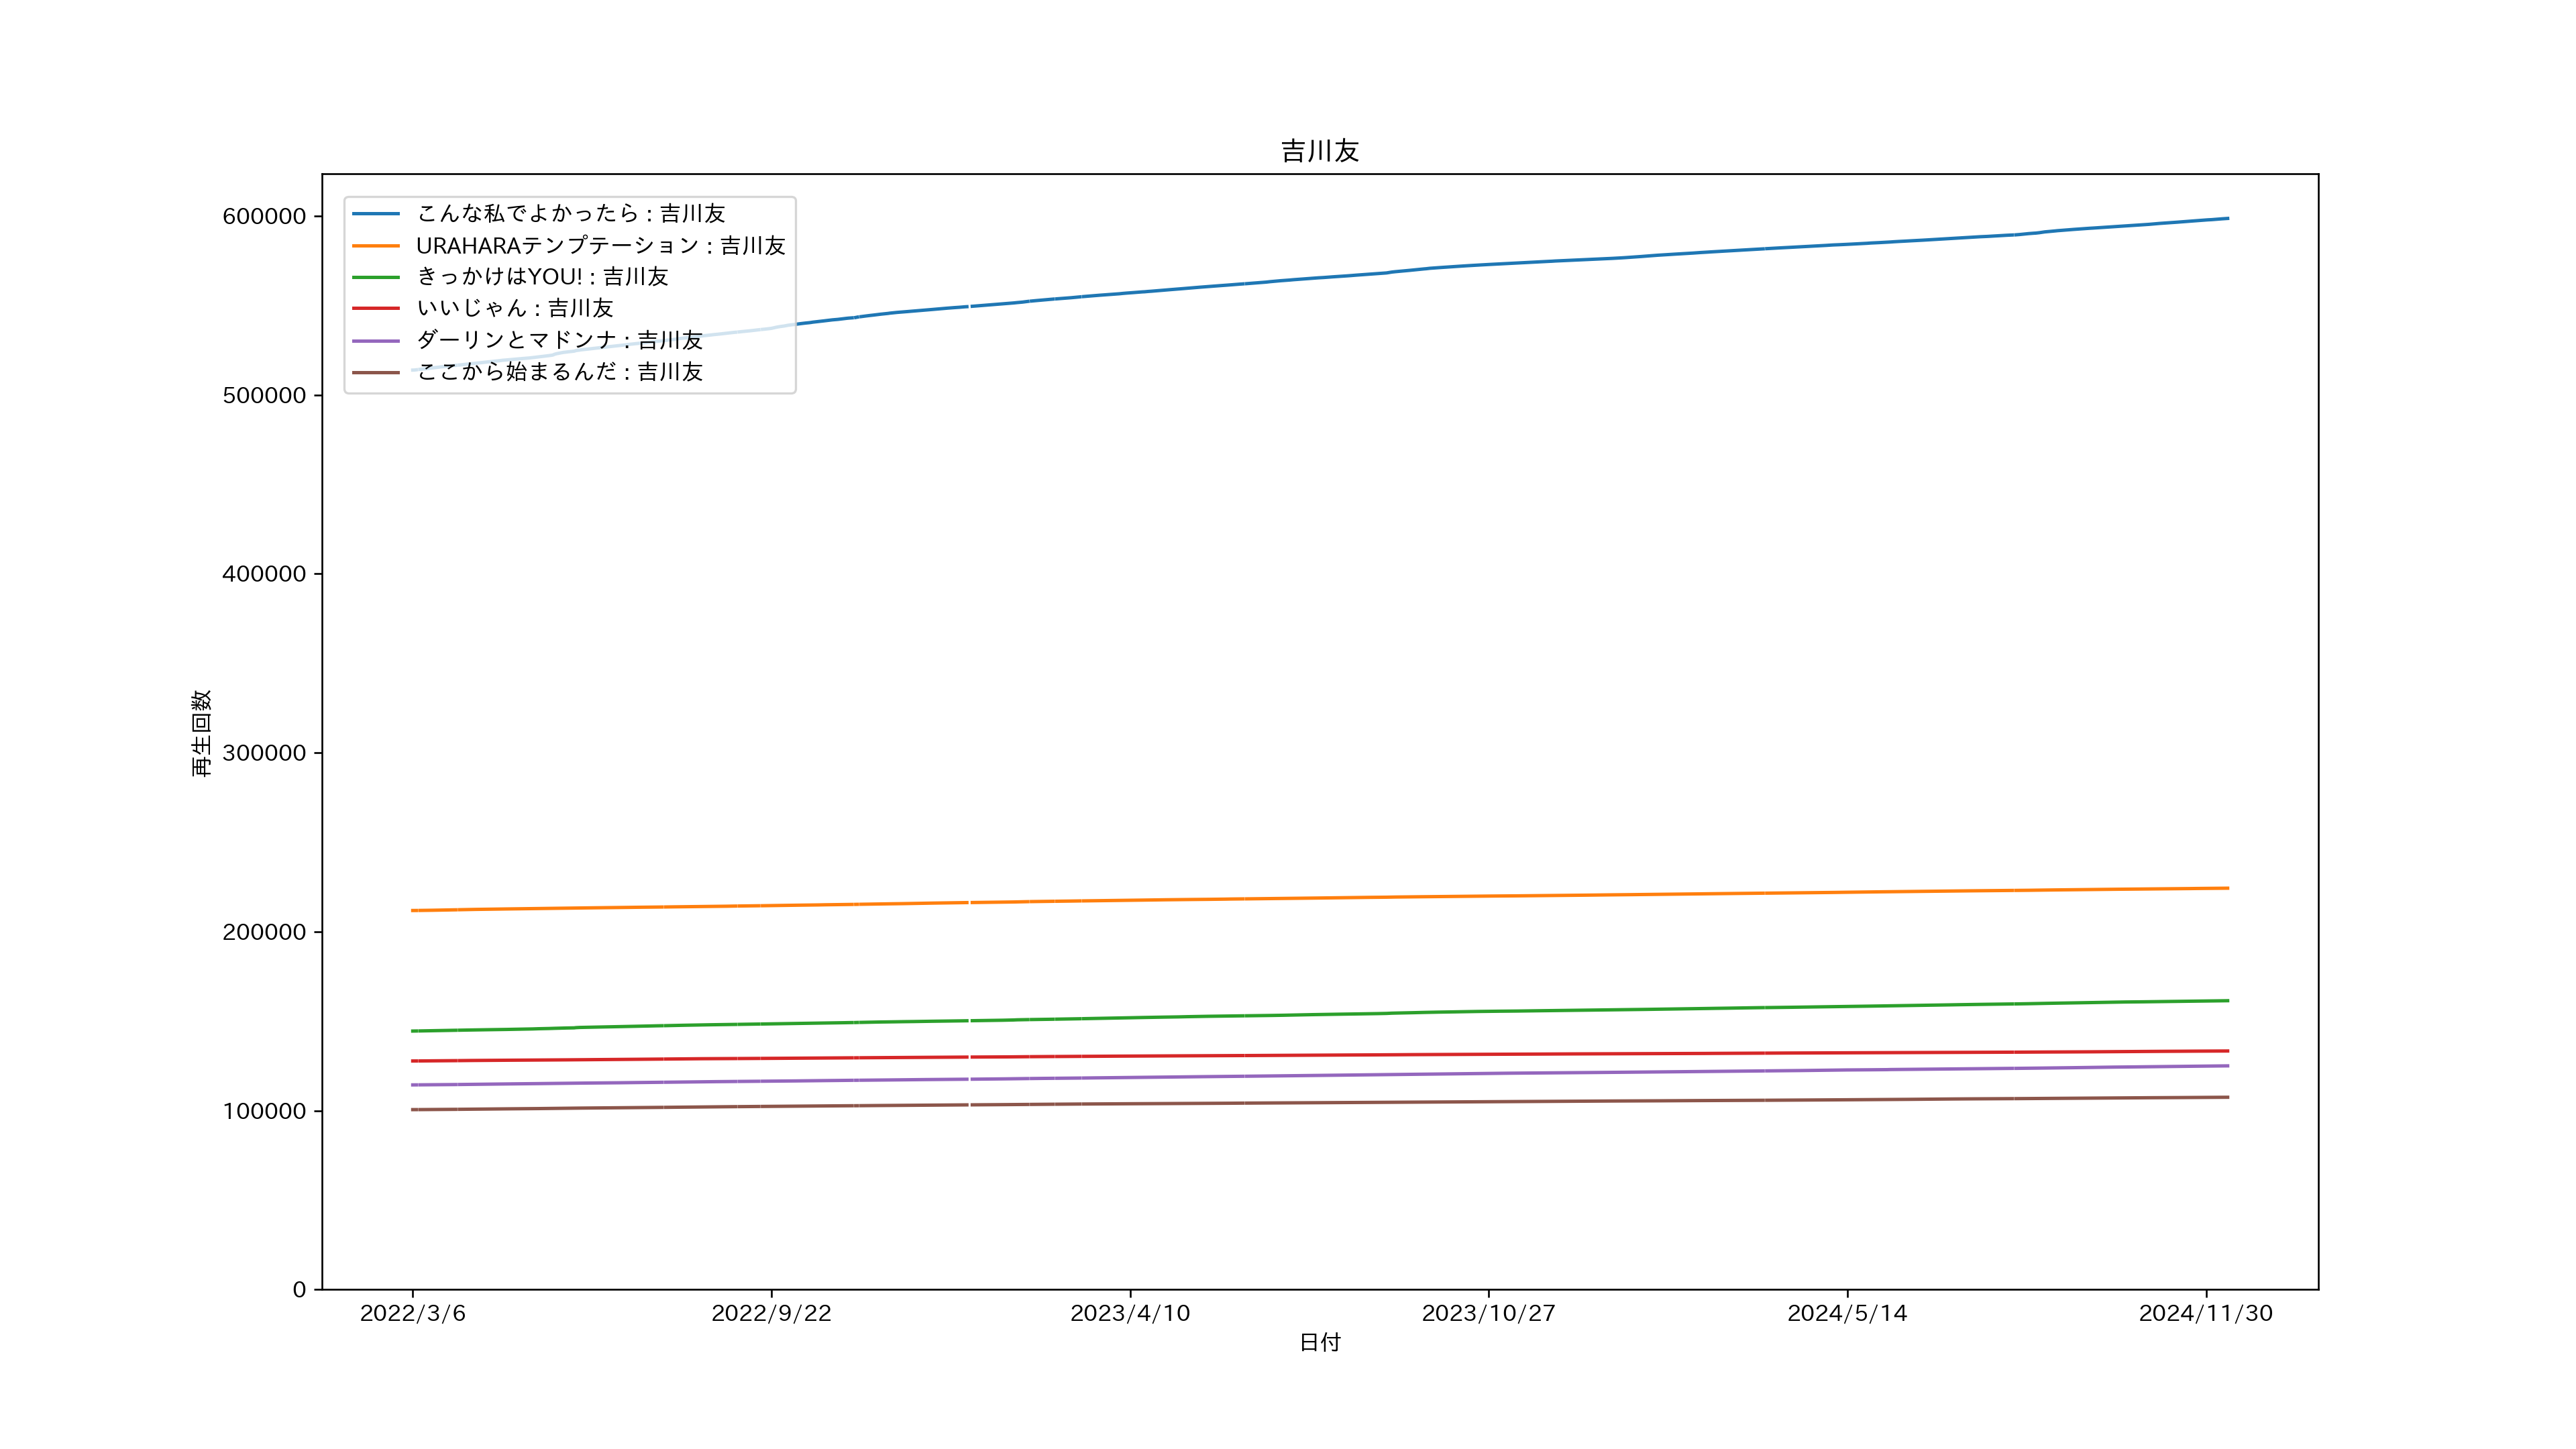 吉川友
こんな私でよかったら : 吉川友
URAHARAテンプテーション : 吉川友
きっかけはYOU! : 吉川友
いいじゃん : 吉川友
ダーリンとマドンナ : 吉川友
ここから始まるんだ : 吉川友
600000
500000
400000
300000
200000
100000
0
再生回数
2022/3/6
2022/9/22
2023/4/10
2023/10/27
2024/5/14
2024/11/30
日付